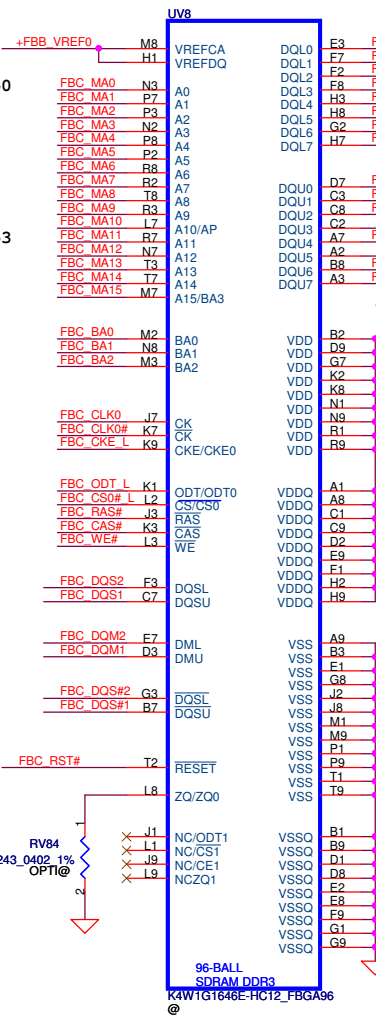 UV8
+FBB_VREF0 M8 VREFCA DQL0 E3
H1 VREFDQ DQL1 F7
DQL2 F2
FBC_MA0 N3 A0 DQL3 F8
FBC_MA1 P7 A1 DQL4 H3
FBC_MA2 P3 A2 DQL5 H8
FBC_MA3 N2 A3 DQL6 G2
FBC_MA4 P8 A4 DQL7 H7
FBC_MA5 P2 A5
FBC_MA6 R8 A6
FBC_MA7 R2 A7 DQU0 D7
FBC_MA8 T8 A8 DQU1 C3
FBC_MA9 R3 A9 DQU2 C8
FBC_MA10 L7 A10/AP DQU3 C2
FBC_MA11 R7 A11 DQU4 A7
FBC_MA12 N7 A12 DQU5 A2
FBC_MA13 T3 A13 DQU6 B8
FBC_MA14 T7 A14 DQU7 A3
FBC_MA15 M7 A15/BA3
FBC_BA0 M2 BA0 VDD B2
FBC_BA1 N8 BA1 VDD D9
FBC_BA2 M3 BA2 VDD G7
VDD K2
VDD K8
VDD N1
FBC_CLK0 J7 CK VDD N9
FBC_CLK0# K7 CK VDD R1
FBC_CKE_L K9 CKE/CKE0 VDD R9
FBC_ODT_L K1 ODT/ODT0 VDDQ A1
FBC_CS0#_L L2 CS/CS0 VDDQ A8
FBC_RAS# J3 RAS VDDQ C1
FBC_CAS# K3 CAS VDDQ C9
FBC_WE# L3 WE VDDQ D2
VDDQ E9
VDDQ F1
FBC_DQS2 F3 DQSL VDDQ H2
FBC_DQS1 C7 DQSU VDDQ H9
FBC_DQM2 E7 DML VSS A9
FBC_DQM1 D3 DMU VSS B3
VSS E1
VSS G8
FBC_DQS#2 G3 DQSL VSS J2
FBC_DQS#1 B7 DQSU VSS J8
VSS M1
VSS M9
VSS P1
FBC_RST# T2 RESET VSS P9
VSS T1
L8 ZQ/ZQ0 VSS T9
1
J1 NC/ODT1 VSSQ B1
RV84 L1 NC/CS1 VSSQ B9
243_0402_1% J9 NC/CE1 VSSQ D1
OPTI@ L9 NCZQ1 VSSQ D8
2 VSSQ E2
VSSQ E8
VSSQ F9
VSSQ G1
VSSQ G9
96-BALL
SDRAM DDR3
K4W1G1646E-HC12_FBGA96
@